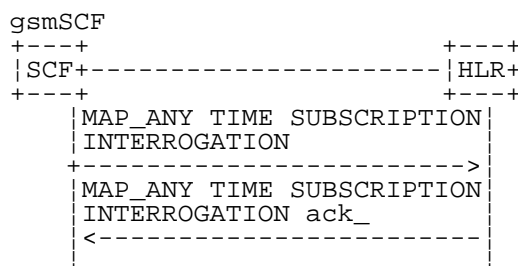 gsmSCF
SCF HLR
MAP_ANY TIME SUBSCRIPTION
INTERROGATION
MAP_ANY TIME SUBSCRIPTION
INTERROGATION ack_